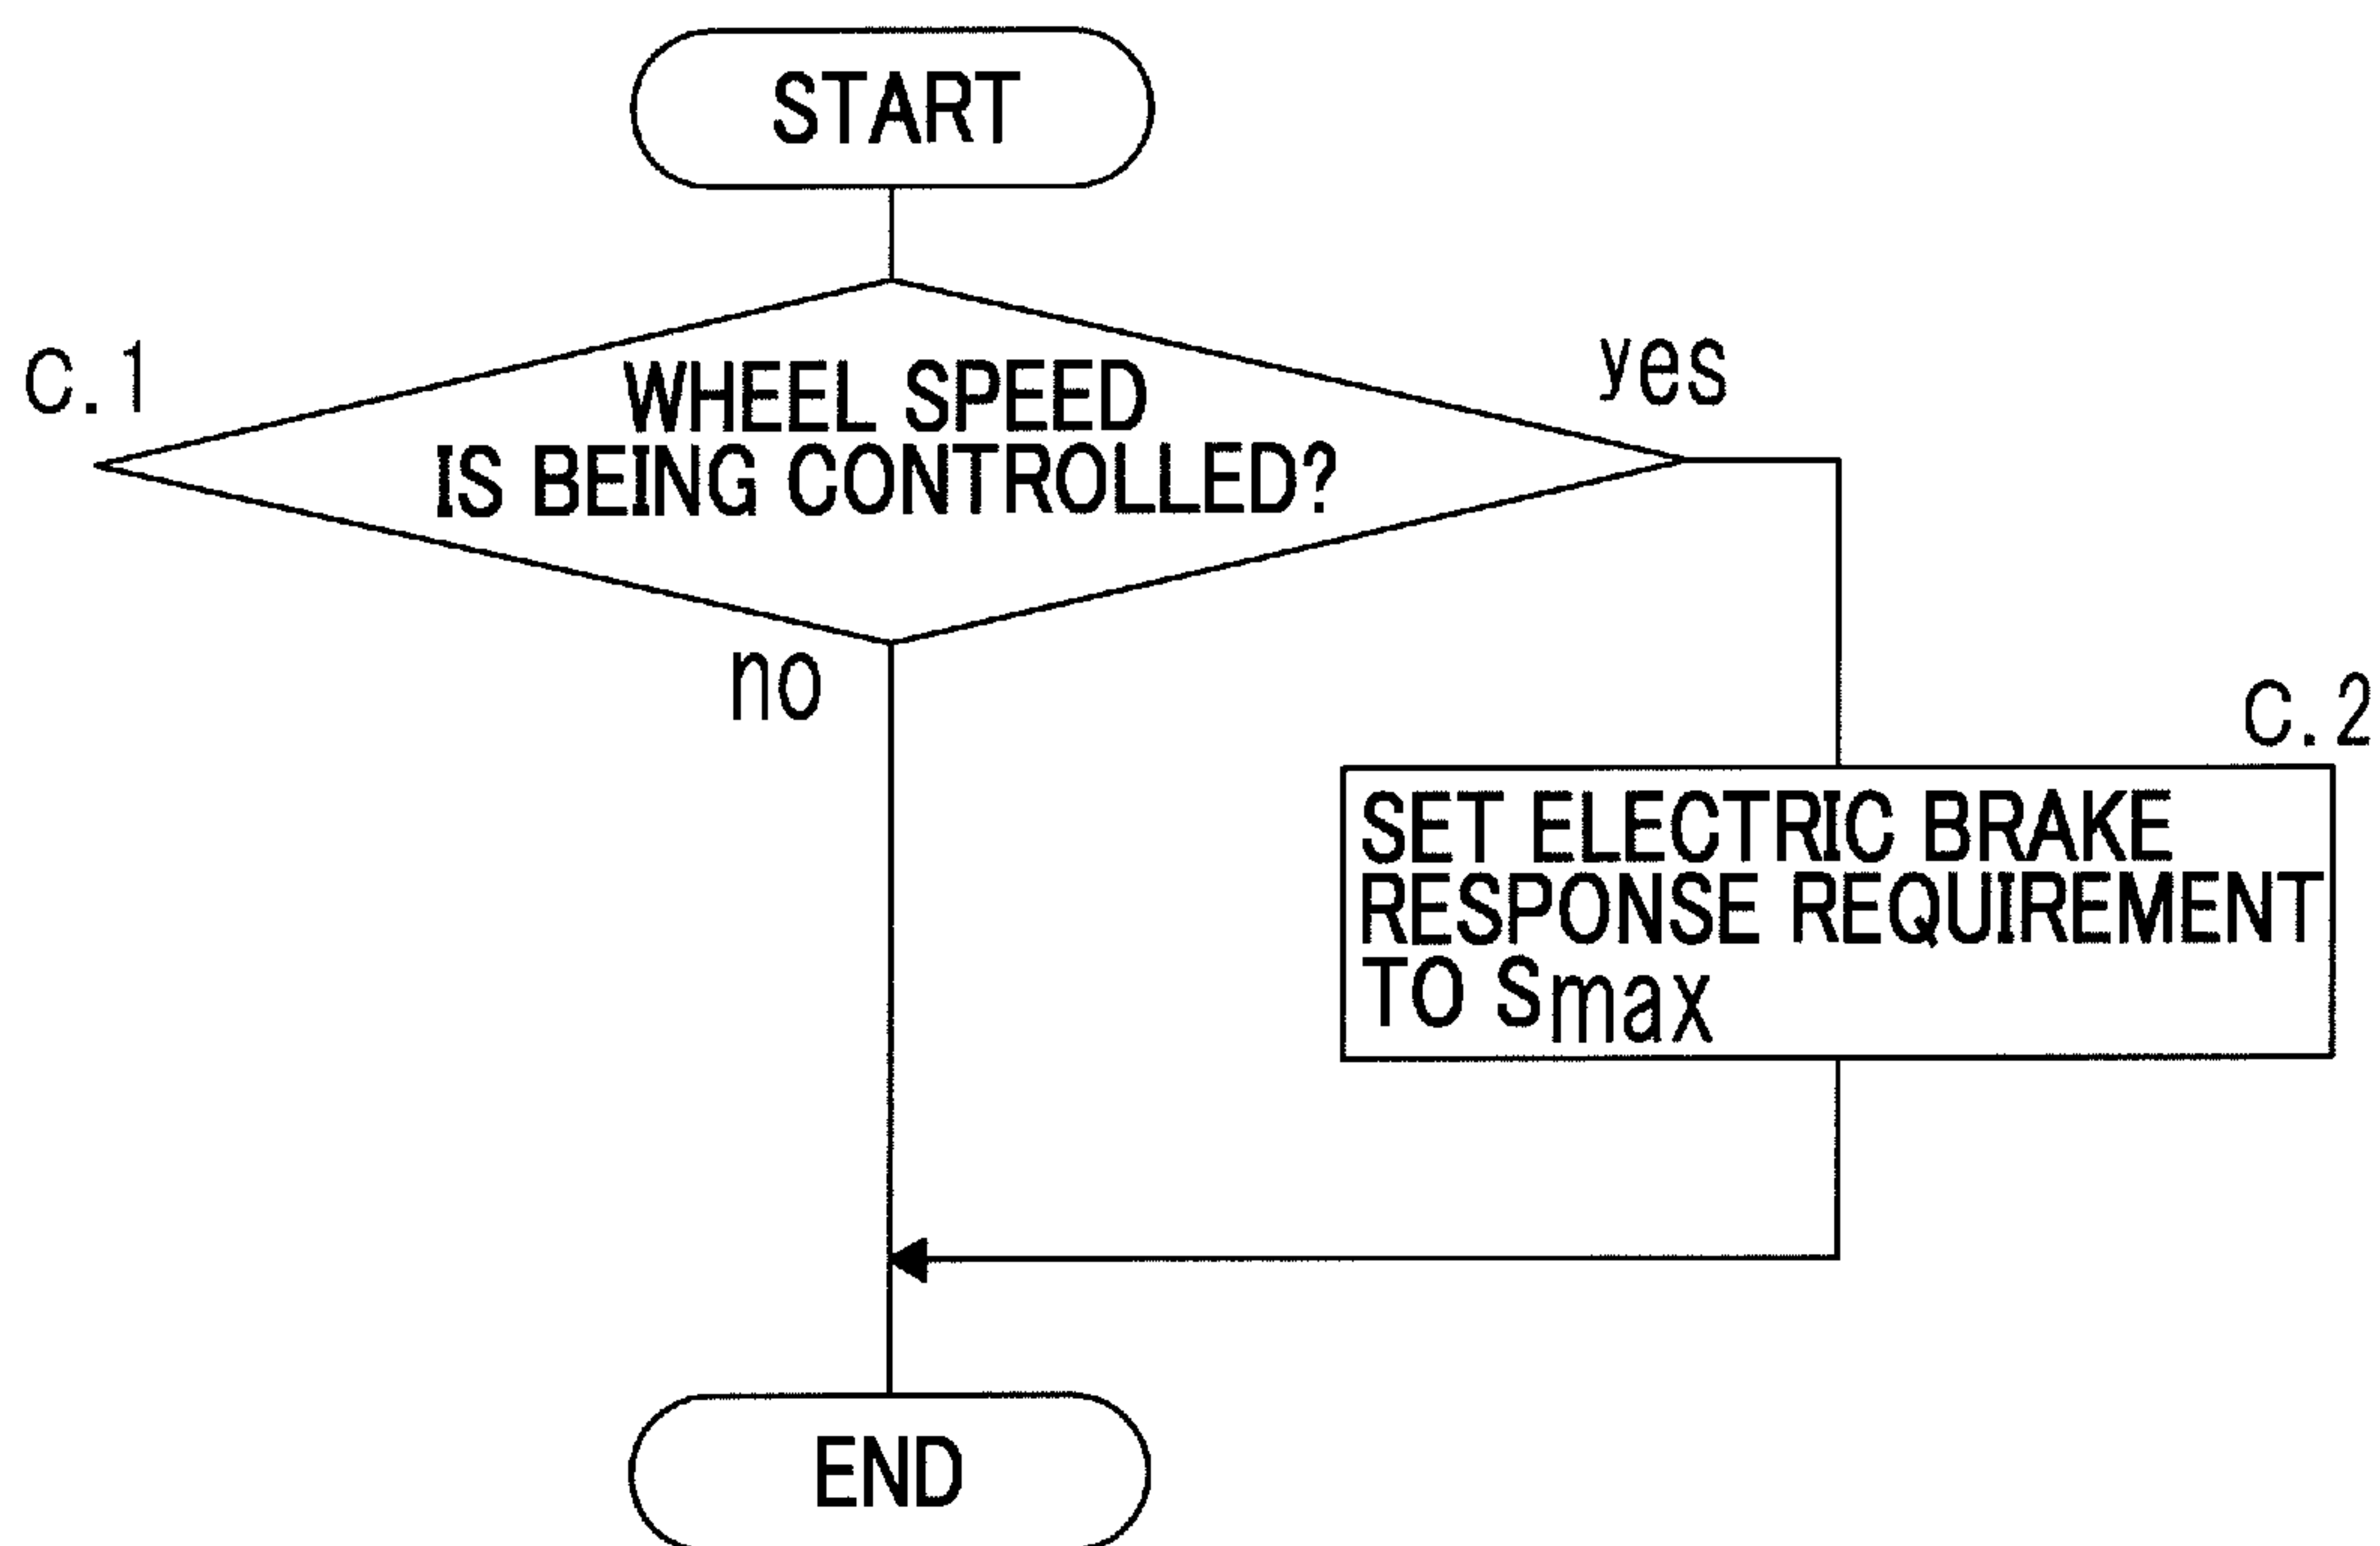 START
c.1
WHEEL SPEED
IS BEING CONTROLLED?
yes
no
c.2
SET ELECTRIC BRAKE
RESPONSE REQUIREMENT
TO Smax
END